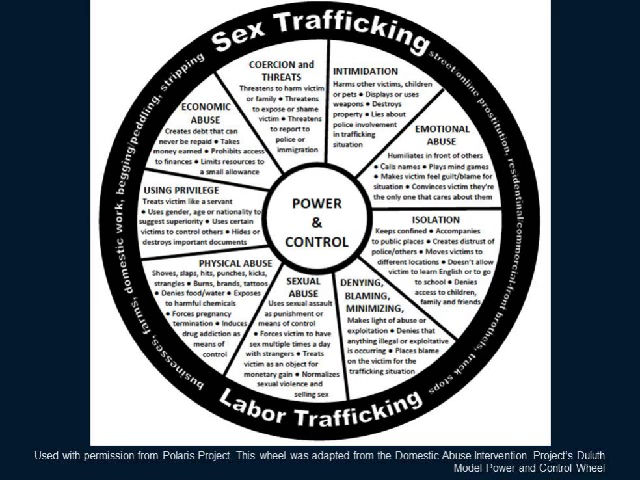 Sex Trafficking
street/online prostitution, residential/commercial-front brothels, truck stops
businesses, farms, domestic work, begging/peddling, stripping
Labor Trafficking
COERCION and
THREATS
Threatens to harm victim
or family ● Threatens
to expose or shame
victim ● Threatens
to report to
police or
immigration
INTIMIDATION
Harms other victims, children
or pets ● Displays or uses
weapons ● Destroys
property ● Lies about
police involvement
in trafficking
situation
EMOTIONAL
ABUSE
Humiliates in front of others
● Calls names ● Plays mind games
● Makes victim feel guilt/blame for
situation ● Convinces victim they're
the only one that cares about them
ISOLATION
Keeps confined ● Accompanies
to public places ● Creates distrust of
police/others ● Moves victims to
different locations ● Doesn't allow
victim to learn English or to go
to school ● Denies
access to children,
family and friends
DENYING,
BLAMING,
MINIMIZING,
Makes light of abuse or
exploitation ● Denies that
anything illegal or exploitative
is occurring ● Places blame
on the victim for the
trafficking situation
SEXUAL
ABUSE
Uses sexual assault
as punishment or
means of control
● Forces victim to have
sex multiple times a day
with strangers ● Treats
victim as an object for
monetary gain ● Normalizes
sexual violence and
selling sex
PHYSICAL ABUSE
Shoves, slaps, hits, punches, kicks,
strangles ● Burns, brands, tattoos
● Denies food/water ● Exposes
to harmful chemicals
● Forces pregnancy
termination ● Induces
drug addiction as
means of
control
USING PRIVILEGE
Treats victim like a servant
● Uses gender, age or nationality to
suggest superiority ● Uses certain
victims to control others ● Hides or
destroys important documents
ECONOMIC
ABUSE
Creates debt that can
never be repaid ● Takes
money earned ● Prohibits access
to finances ● Limits resources to
a small allowance
POWER
&
CONTROL
Used with permission from Polaris Project. This wheel was adapted from the Domestic Abuse Intervention Project's Duluth
Model Power and Control Wheel